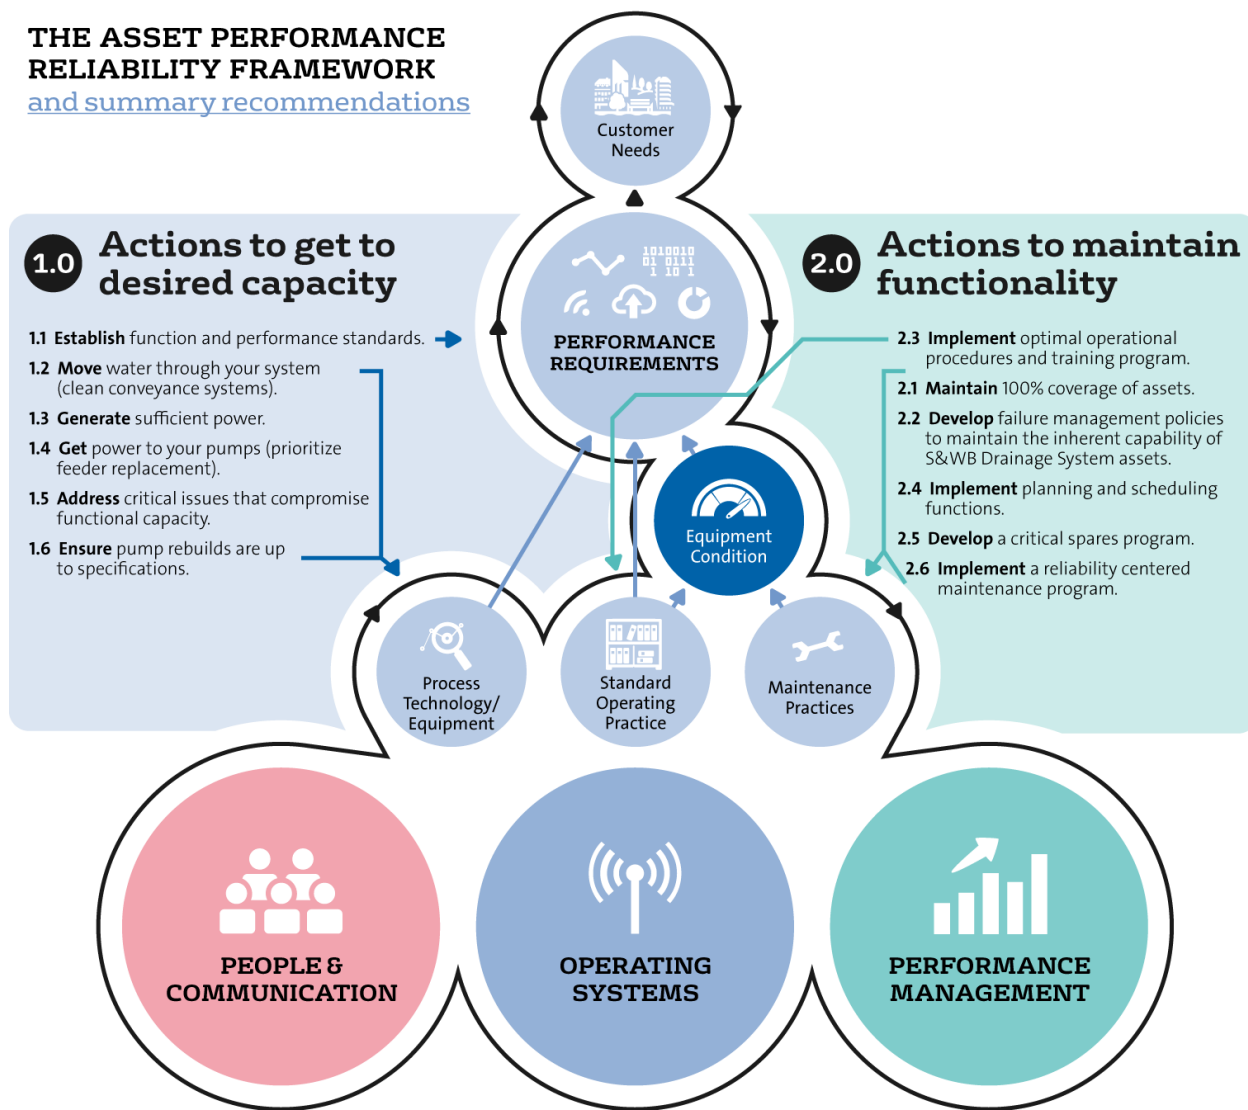 THE ASSET PERFORMANCE
RELIABILITY FRAMEWORK
and summary recommendations
Customer
Needs
1.0
Actions to get to
desired capacity
1.1 Establish function and performance standards.
1.2 Move water through your system
(clean conveyance systems).
1.3 Generate sufficient power.
1.4 Get power to your pumps (prioritize
feeder replacement).
1.5 Address critical issues that compromise
functional capacity.
1.6 Ensure pump rebuilds are up
to specifications.
1010010
01 0111
1 10 1
PERFORMANCE
REQUIREMENTS
2.0
Actions to maintain
functionality
2.3 Implement optimal operational
procedures and training program.
2.1 Maintain 100% coverage of assets.
2.2 Develop failure management policies
to maintain the inherent capability of
S&WB Drainage System assets.
2.4 Implement planning and scheduling
functions.
2.5 Develop a critical spares program.
2.6 Implement a reliability centered
maintenance program.
Equipment
Condition
Process
Technology/
Equipment
Standard
Operating
Practice
Maintenance
Practices
PEOPLE &
COMMUNICATION
OPERATING
SYSTEMS
PERFORMANCE
MANAGEMENT